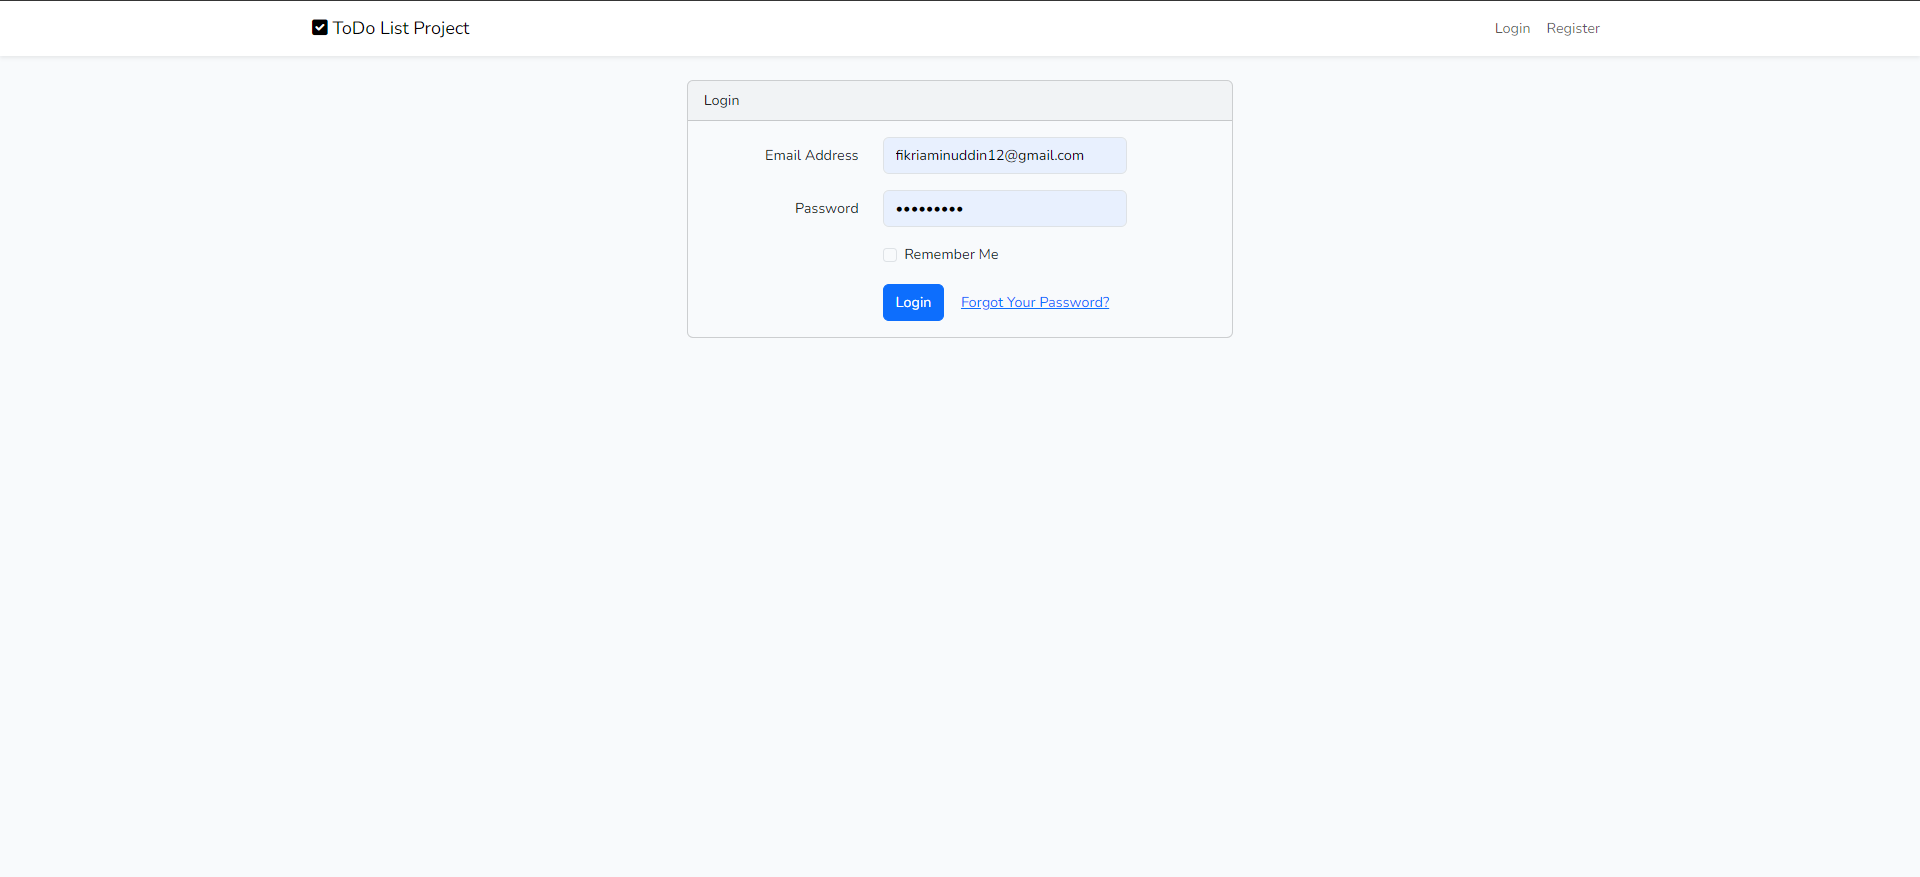 ToDo List Project
Login Register
Login
Email Address fikriaminuddin12@gmail.com
Password •••••••••
Remember Me
Login Forgot Your Password?